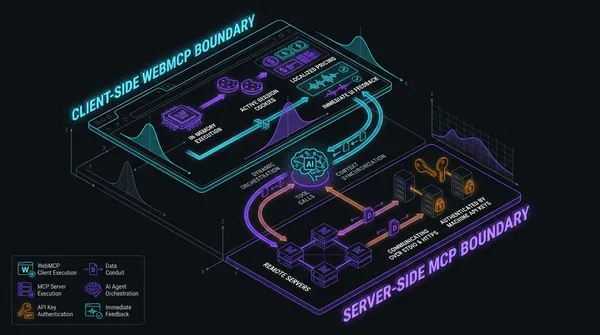 CLIENT-SIDE WEBMCP BOUNDARY
IN-MEMORY
EXECUTION
ACTIVE SESSION
COOKIES
LOCALIZED PRICING
IMMEDIATE UI FEEDBACK
DYNAMIC
ORCHESTRATION
AI
CONTEXT
SYNCHRONIZATION
TOOL
CALLS
REMOTE SERVERS
COMMUNICATING
OVER STDIO & HTTPS
AUTHENTICATED BY
MACHINE API KEYS
SERVER-SIDE MCP BOUNDARY
W
WebMCP
Client Execution
D
Data
Conduit
MCP Server
Execution
AI Agent
Orchestration
API Key
Authentication
Immediate
Feedback